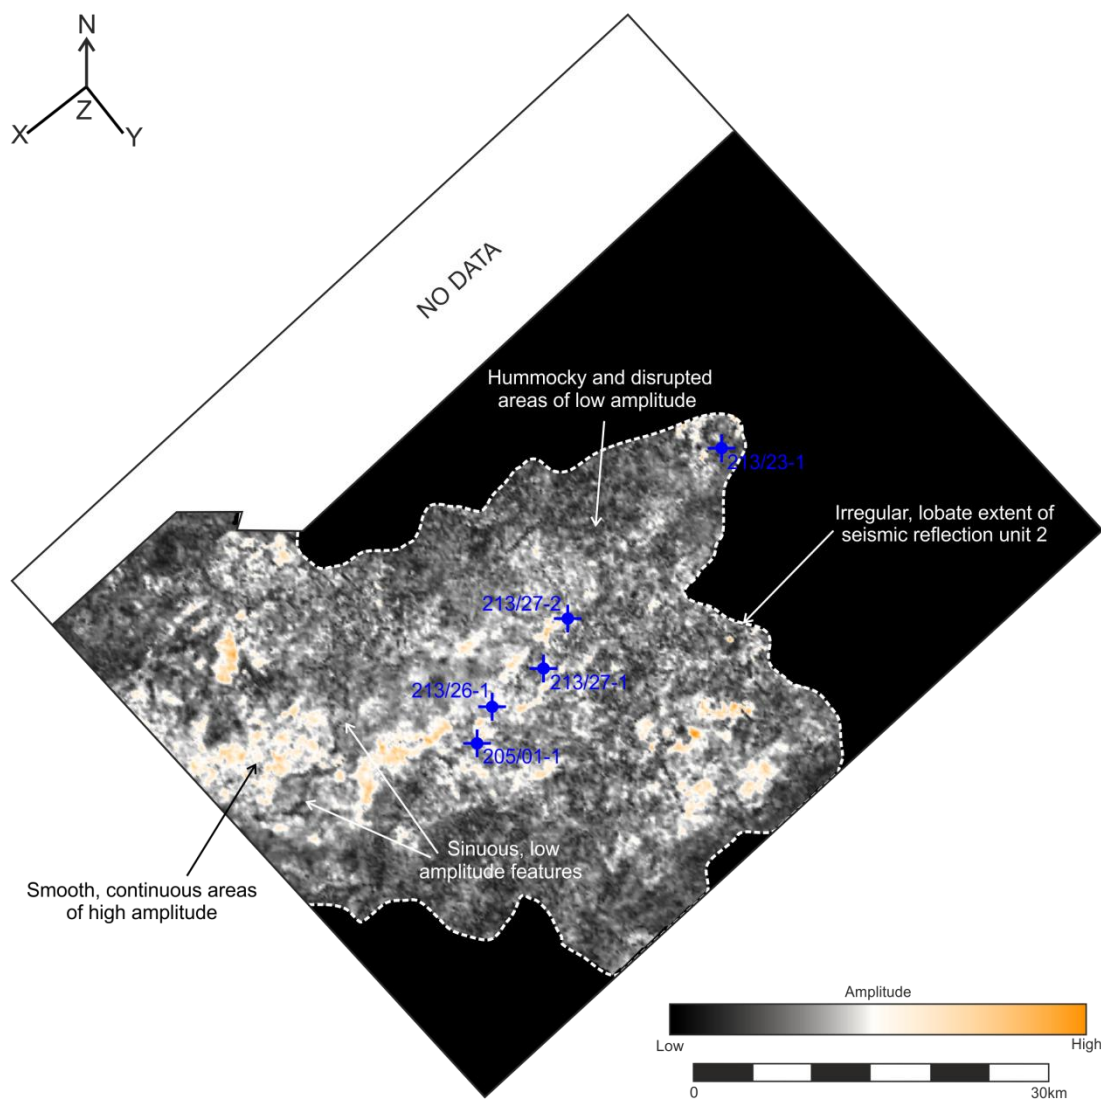 N
Z
X
Y
NO DATA
Hummocky and disrupted
areas of low amplitude
213/23-1
Irregular, lobate extent of
seismic reflection unit 2
213/27-2
213/27-1
213/26-1
205/01-1
Sinuous, low
amplitude features
Smooth, continuous areas
of high amplitude
Amplitude
Low
High
0
30km